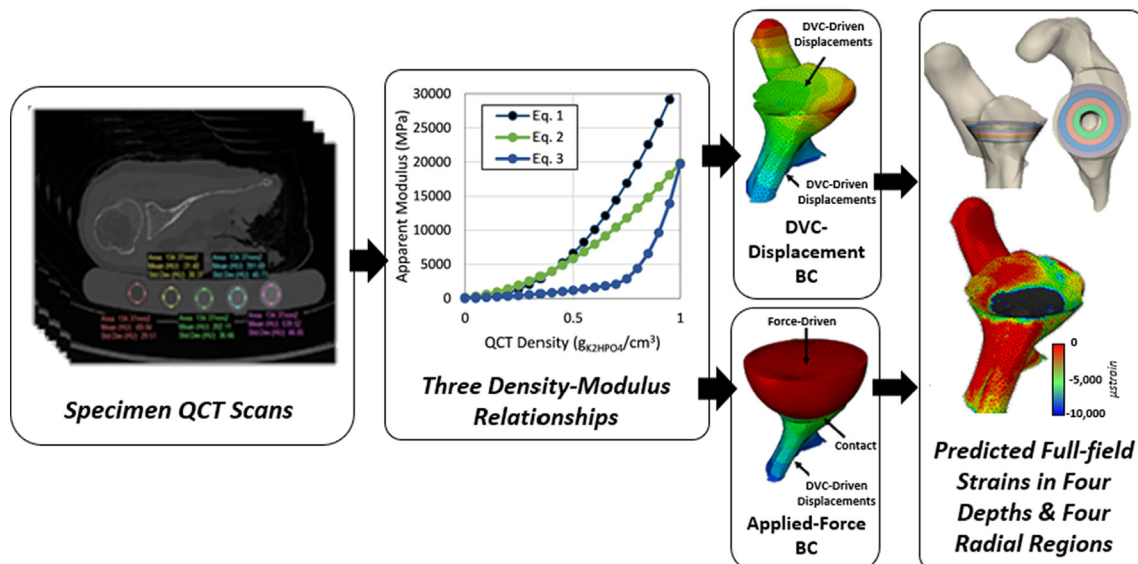 Specimen QCT Scans
Apparent Modulus (MPa)
30000
25000
20000
15000
10000
5000
0
Eq. 1
Eq. 2
Eq. 3
0
0.5
1
QCT Density (gK2HPO4/cm³)
Three Density-Modulus
Relationships
DVC-Driven
Displacements
DVC-Driven
Displacements
DVC-
Displacement
BC
Force-Driven
Contact
DVC-Driven
Displacements
Applied-Force
BC
0
-5,000
-10,000
μstrain
Predicted Full-field
Strains in Four
Depths & Four
Radial Regions